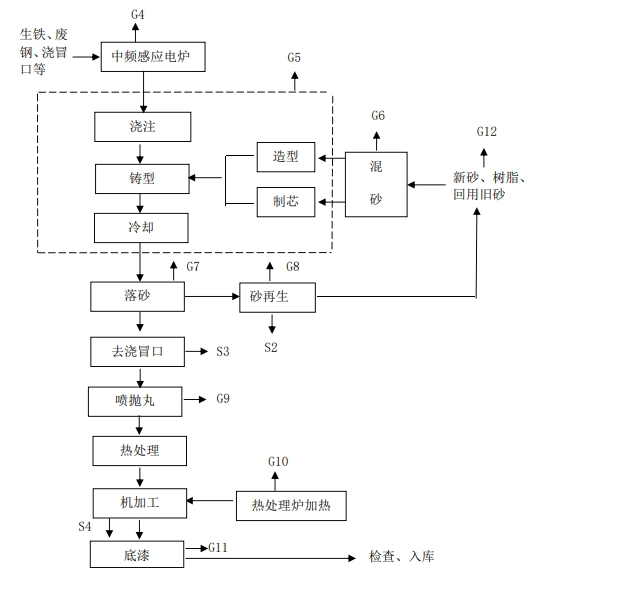 G4
生铁、废
钢、浇冒
口等
中频感应电炉
G5
浇注
G6
G12
造型
混
砂
铸型
新砂、树脂、
回用旧砂
制芯
冷却
G7
G8
落砂
砂再生
S2
去浇冒口
S3
喷抛丸
G9
热处理
G10
机加工
热处理炉加热
S4
底漆
G11
检查、入库